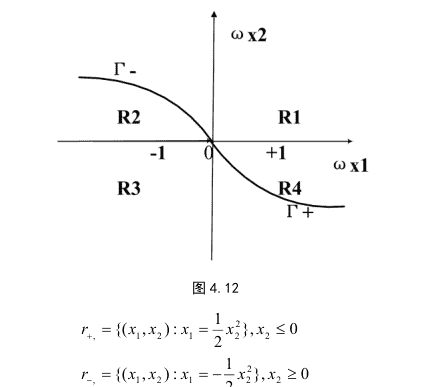 ω x2
Γ -
R2
R1
-1
0
+1
ω x1
R3
R4
Γ +
图 4.12
r₊, = {(x₁, x₂) : x₁ = 1/2 x₂²}, x₂ ≤ 0
r₋, = {(x₁, x₂) : x₁ = -1/2 x₂²}, x₂ ≥ 0